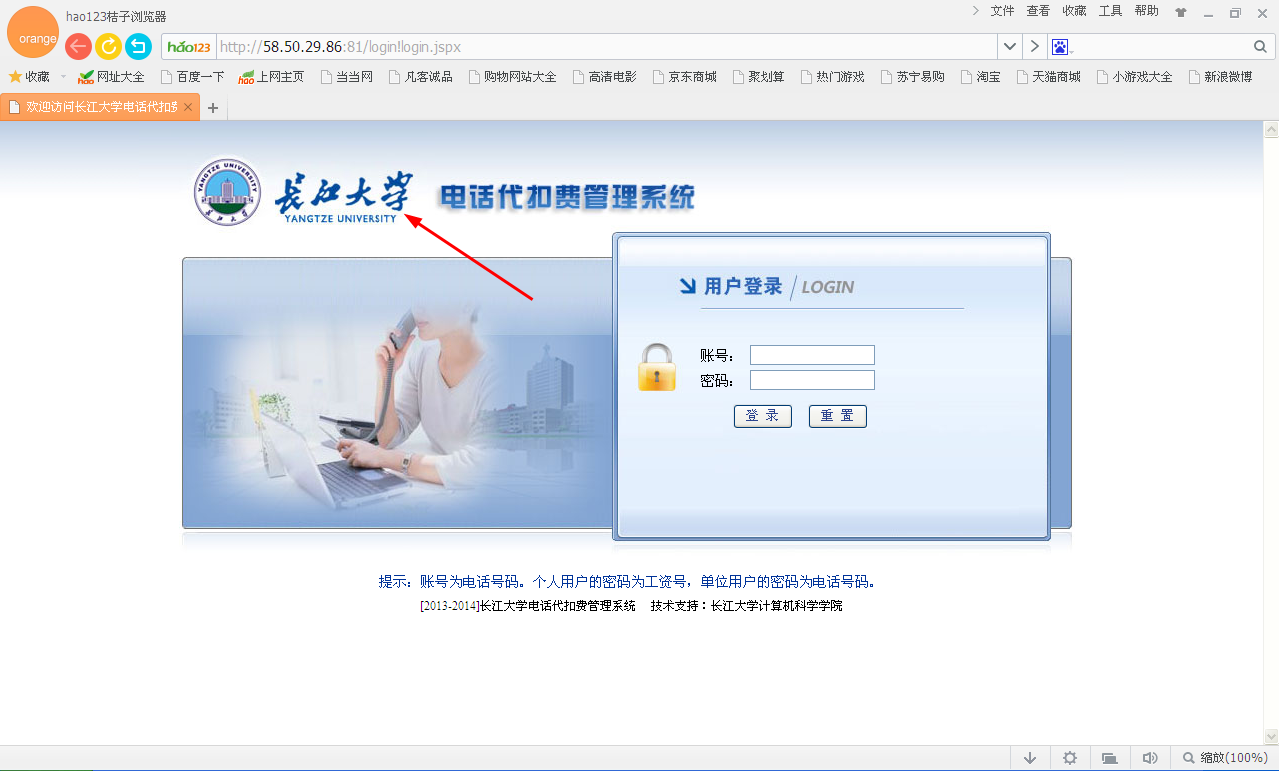 hao123桔子浏览器
文件 查看 收藏 工具 帮助
orange
hao123 http://58.50.29.86:81/login!login.jspx
收藏 hao 网址大全 百度一下 hao 上网主页 当当网 凡客诚品 购物网站大全 高清电影 京东商城 聚划算 热门游戏 苏宁易购 淘宝 天猫商城 小游戏大全 新浪微博
欢迎访问长江大学电话代扣费
YANGTZE UNIVERSITY
长江大学
长江大学 电话代扣费管理系统
YANGTZE UNIVERSITY
用户登录 / LOGIN
账号：
密码：
登 录 重 置
提示：账号为电话号码。个人用户的密码为工资号，单位用户的密码为电话号码。
[2013-2014]长江大学电话代扣费管理系统 技术支持：长江大学计算机科学学院
缩放(100%)